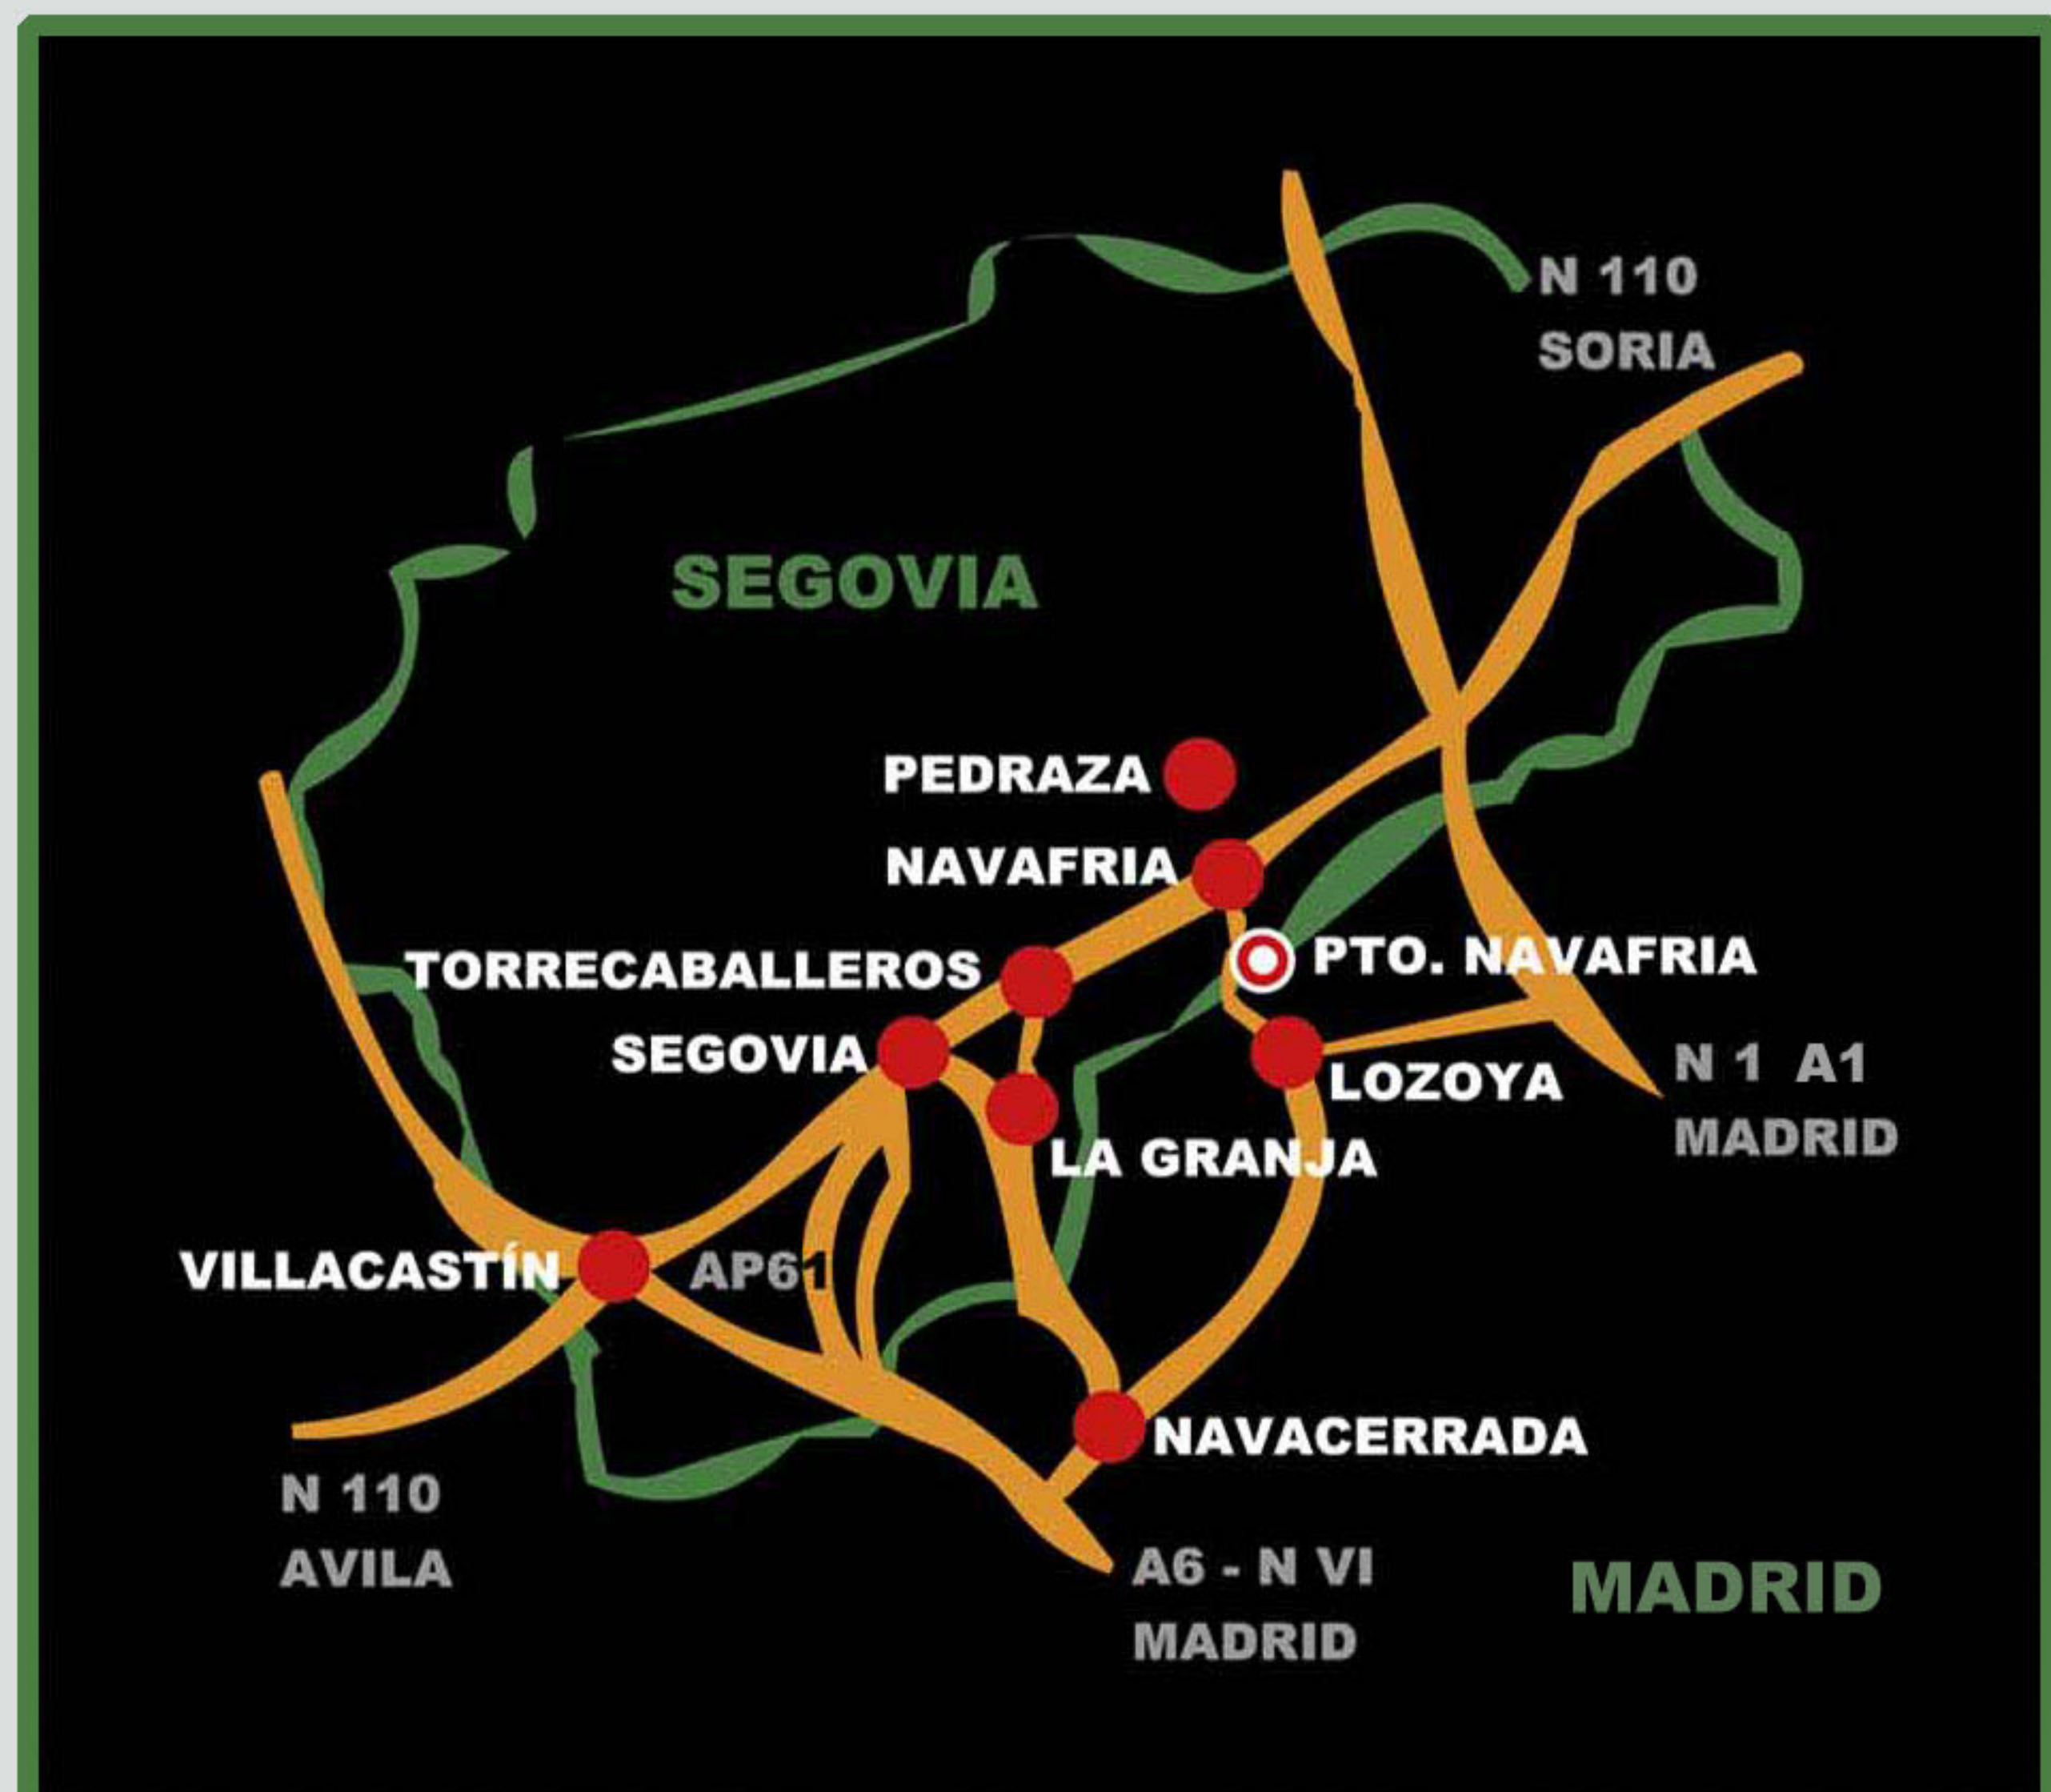 N 110
SORIA
SEGOVIA
PEDRAZA
NAVAFRIA
TORRECABALLEROS
PTO. NAVAFRIA
SEGOVIA
LOZOYA
N 1 A1
MADRID
LA GRANJA
VILLACASTÍN
AP61
NAVACERRADA
N 110
AVILA
A6 - N VI
MADRID
MADRID